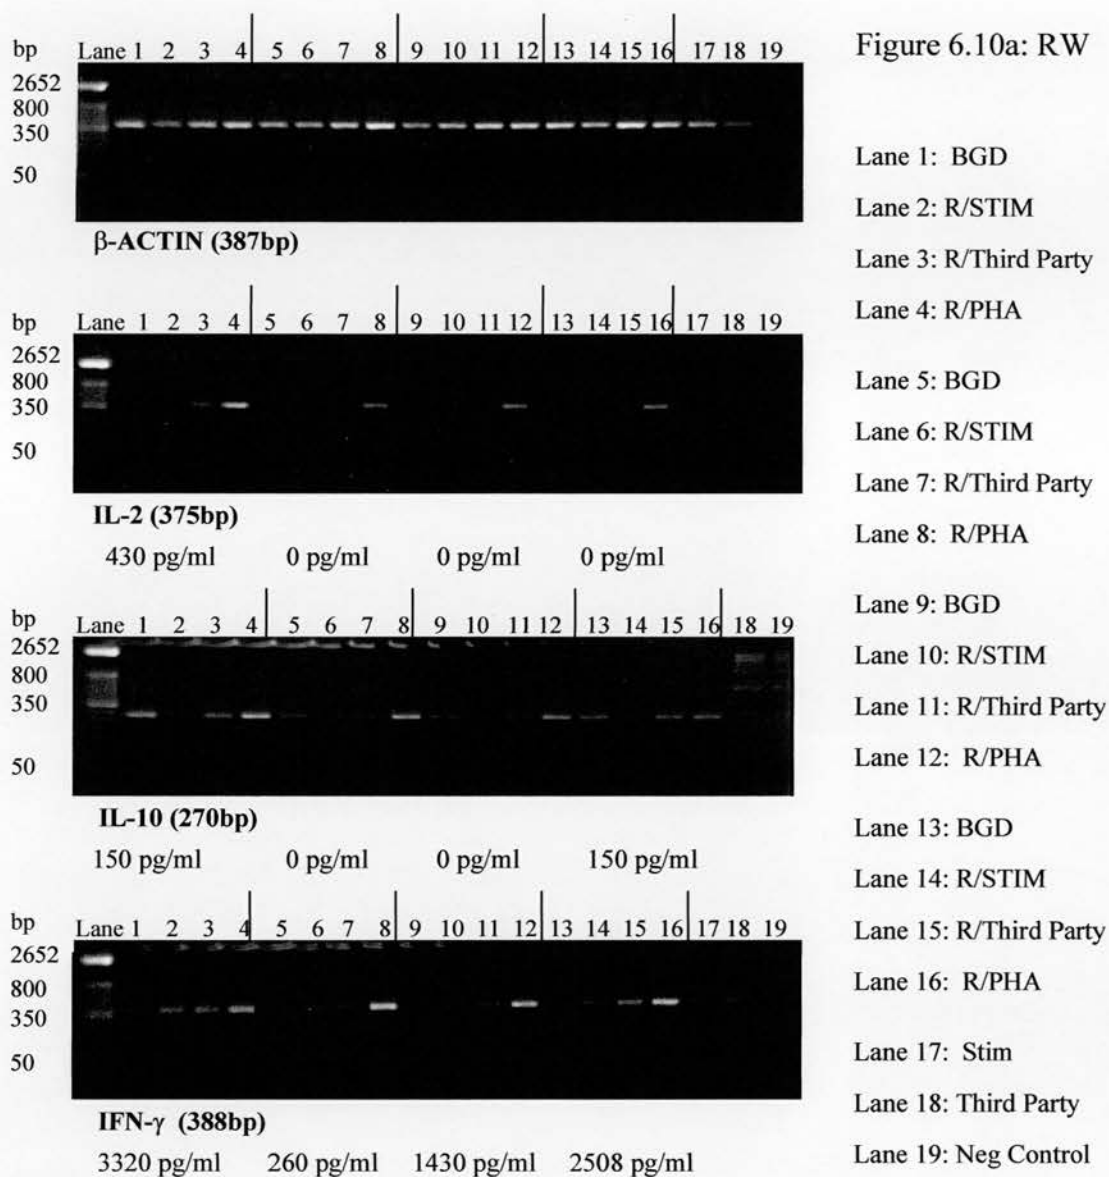 Figure 6.10a: RW
bp Lane 1 2 3 4 5 6 7 8 9 10 11 12 13 14 15 16 17 18 19
2652
800
350
50
β-ACTIN (387bp)
bp Lane 1 2 3 4 5 6 7 8 9 10 11 12 13 14 15 16 17 18 19
2652
800
350
50
IL-2 (375bp)
430 pg/ml 0 pg/ml 0 pg/ml 0 pg/ml
bp Lane 1 2 3 4 5 6 7 8 9 10 11 12 13 14 15 16 18 19
2652
800
350
50
IL-10 (270bp)
150 pg/ml 0 pg/ml 0 pg/ml 150 pg/ml
bp Lane 1 2 3 4 5 6 7 8 9 10 11 12 13 14 15 16 17 18 19
2652
800
350
50
IFN-γ (388bp)
3320 pg/ml 260 pg/ml 1430 pg/ml 2508 pg/ml
Lane 1: BGD
Lane 2: R/STIM
Lane 3: R/Third Party
Lane 4: R/PHA
Lane 5: BGD
Lane 6: R/STIM
Lane 7: R/Third Party
Lane 8: R/PHA
Lane 9: BGD
Lane 10: R/STIM
Lane 11: R/Third Party
Lane 12: R/PHA
Lane 13: BGD
Lane 14: R/STIM
Lane 15: R/Third Party
Lane 16: R/PHA
Lane 17: Stim
Lane 18: Third Party
Lane 19: Neg Control